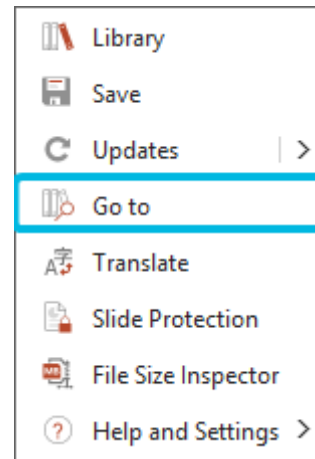 Library
Save
Updates
Go to
Translate
Slide Protection
File Size Inspector
Help and Settings